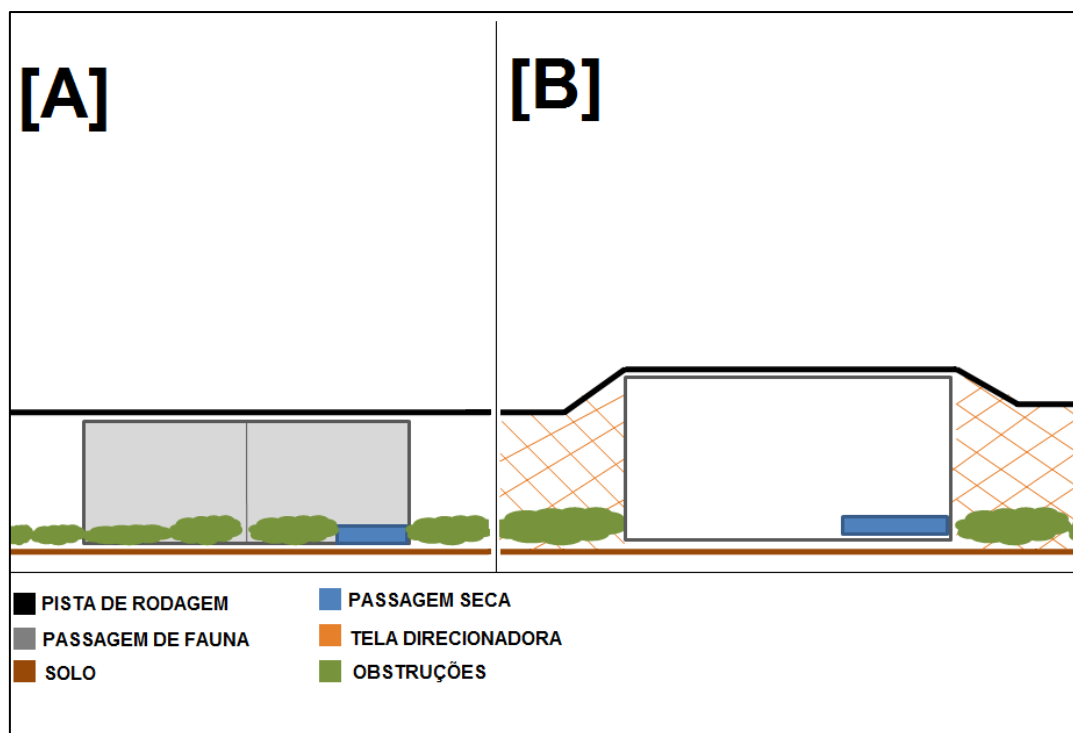 [A]
[B]
PISTA DE RODAGEM
PASSAGEM SECA
PASSAGEM DE FAUNA
TELA DIRECIONADORA
SOLO
OBSTRUÇÕES